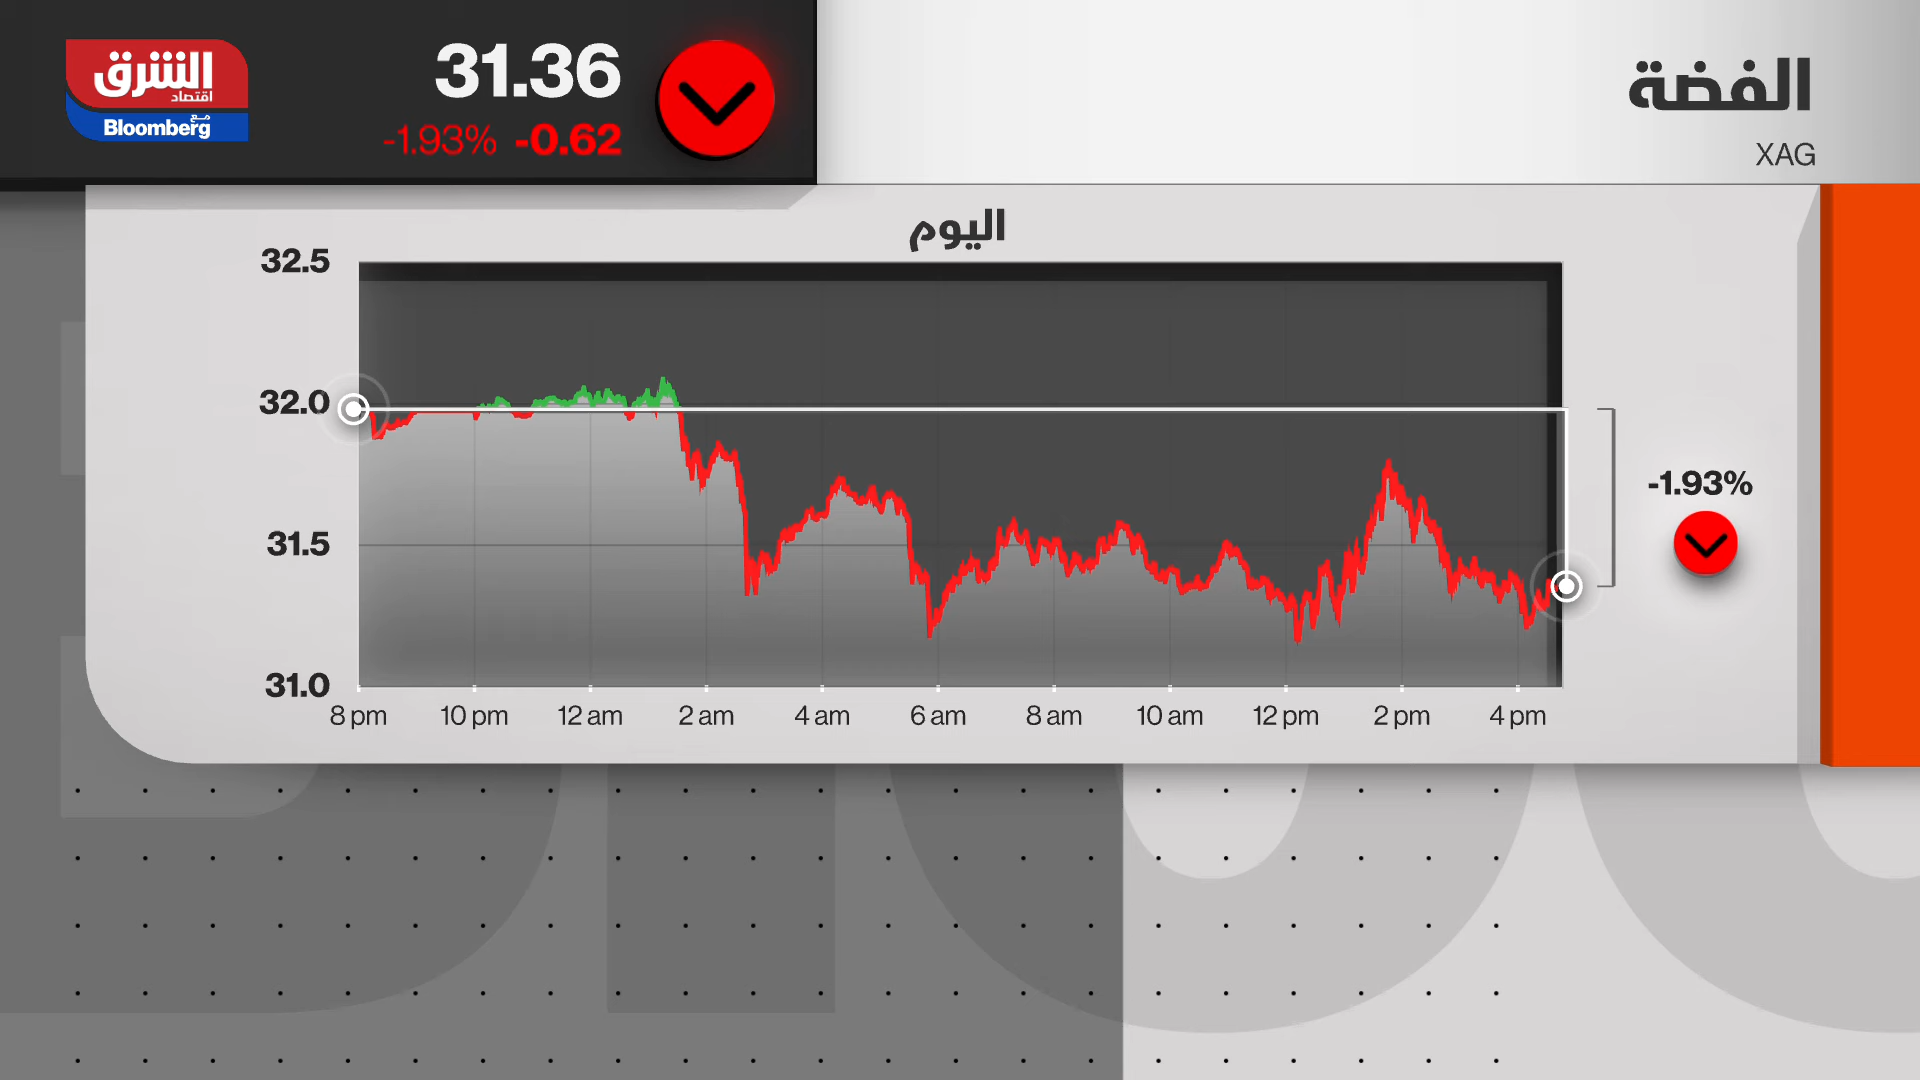 الشرق
اقتصاد
مع
Bloomberg
31.36
-1.93% -0.62
الفضة
XAG
اليوم
32.5
32.0
31.5
31.0
-1.93%
8 pm 10 pm 12 am 2 am 4 am 6 am 8 am 10 am 12 pm 2 pm 4 pm